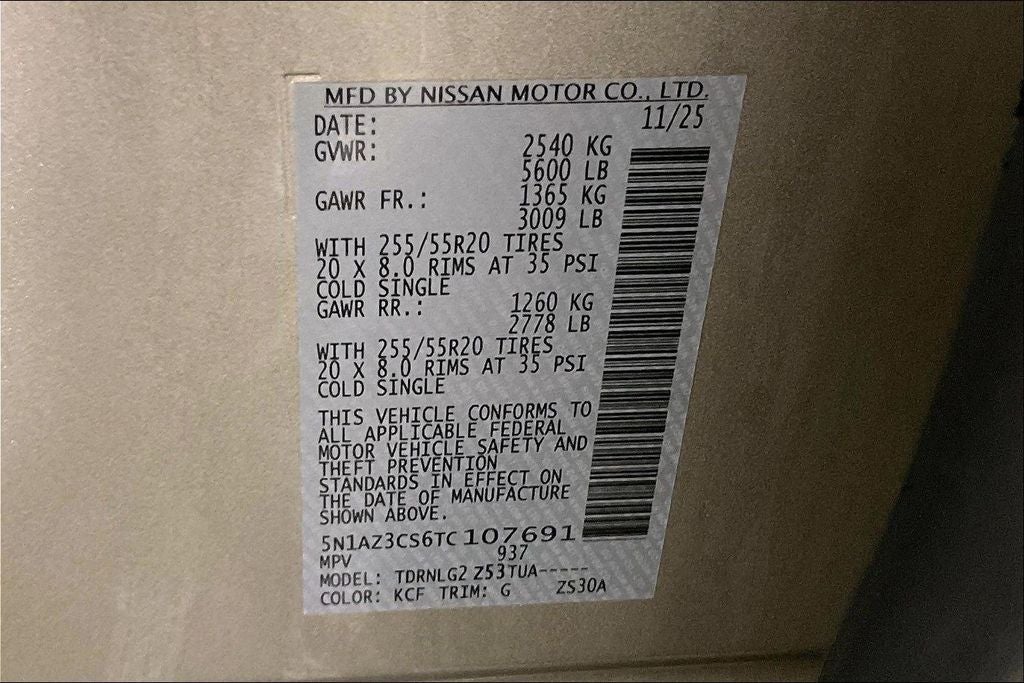 MFD BY NISSAN MOTOR CO., LTD.
DATE: 11/25
GVWR: 2540 KG
5600 LB
GAWR FR.: 1365 KG
3009 LB
WITH 255/55R20 TIRES
20 X 8.0 RIMS AT 35 PSI
COLD SINGLE
GAWR RR.: 1260 KG
2778 LB
WITH 255/55R20 TIRES
20 X 8.0 RIMS AT 35 PSI
COLD SINGLE
THIS VEHICLE CONFORMS TO
ALL APPLICABLE FEDERAL
MOTOR VEHICLE SAFETY AND
THEFT PREVENTION
STANDARDS IN EFFECT ON
THE DATE OF MANUFACTURE
SHOWN ABOVE.
5N1AZ3CS6TC107691
MPV 937
MODEL: TDRNLG2 Z53TUA-----
COLOR: KCF TRIM: G ZS30A